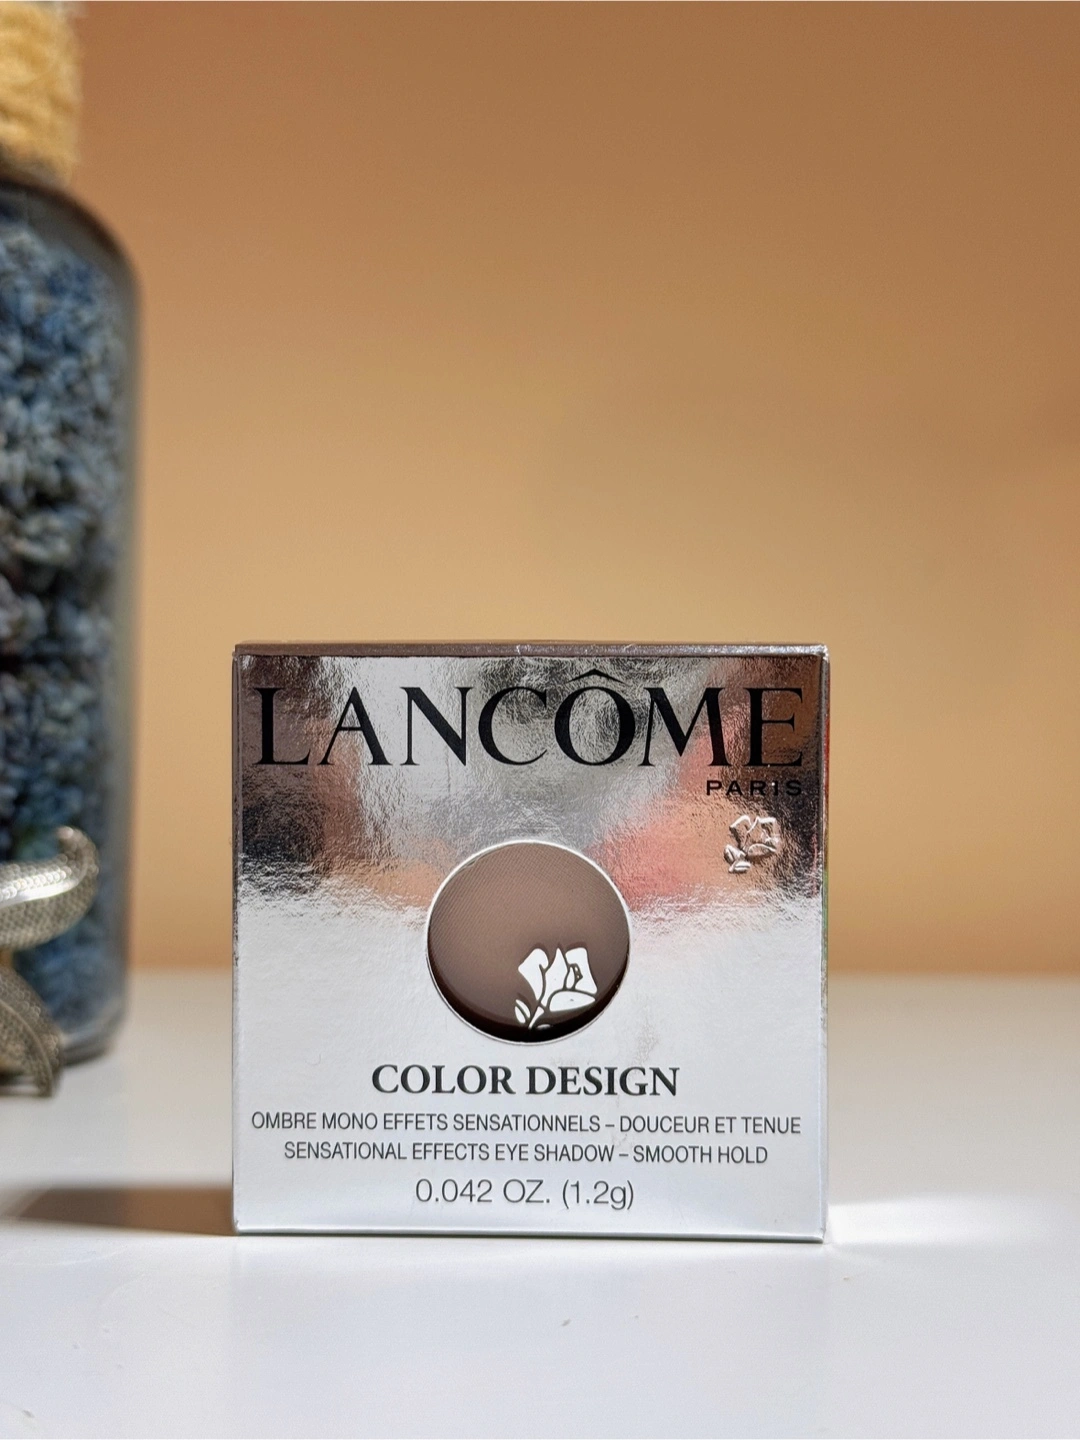 LANCÔME
PARIS
COLOR DESIGN
OMBRE MONO EFFETS SENSATIONNELS – DOUCEUR ET TENUE
SENSATIONAL EFFECTS EYE SHADOW – SMOOTH HOLD
0.042 OZ. (1.2g)